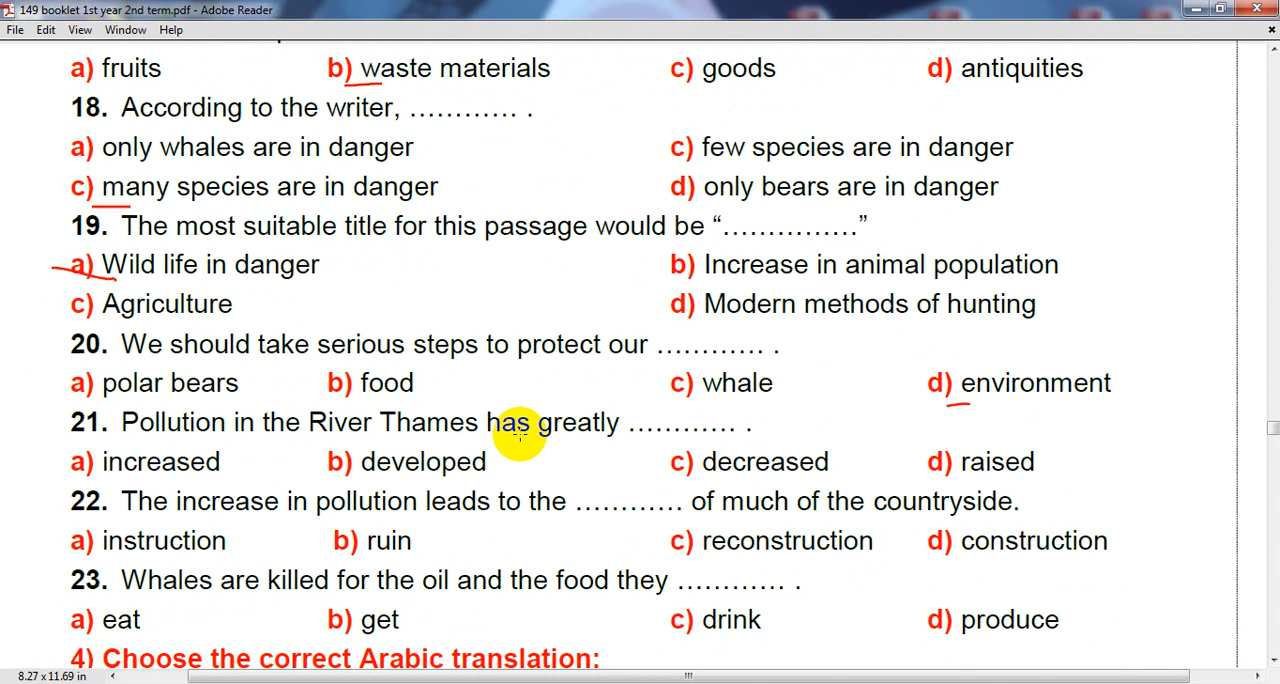 149 booklet 1st year 2nd term.pdf - Adobe Reader
File Edit View Window Help
a) fruits b) waste materials c) goods d) antiquities
18. According to the writer, ………… .
a) only whales are in danger c) few species are in danger
c) many species are in danger d) only bears are in danger
19. The most suitable title for this passage would be “……………”
a) Wild life in danger b) Increase in animal population
c) Agriculture d) Modern methods of hunting
20. We should take serious steps to protect our ………… .
a) polar bears b) food c) whale d) environment
21. Pollution in the River Thames has greatly ………… .
a) increased b) developed c) decreased d) raised
22. The increase in pollution leads to the ………… of much of the countryside.
a) instruction b) ruin c) reconstruction d) construction
23. Whales are killed for the oil and the food they ………… .
a) eat b) get c) drink d) produce
4) Choose the correct Arabic translation:
8.27 x 11.69 in